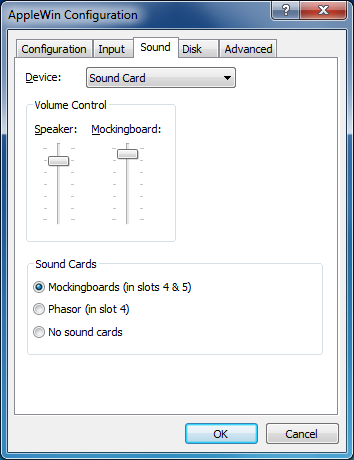 AppleWin Configuration
?
Configuration Input Sound Disk Advanced
Device: Sound Card
Volume Control
Speaker: Mockingboard:
Sound Cards
Mockingboards (in slots 4 & 5)
Phasor (in slot 4)
No sound cards
OK Cancel